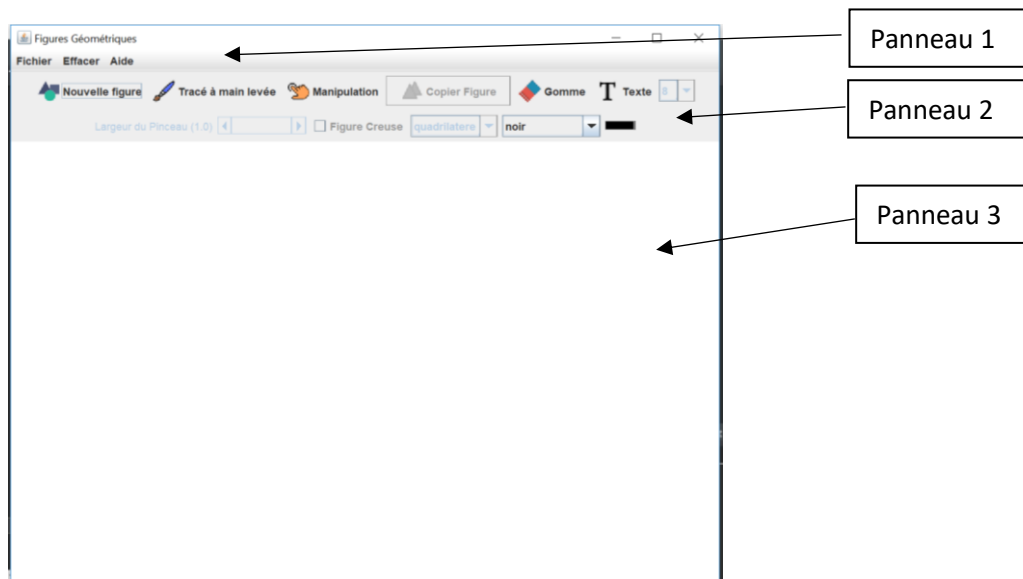 Figures Géométriques
Fichier Effacer Aide
Nouvelle figure Tracé à main levée Manipulation Copier Figure Gomme T Texte 8
Largeur du Pinceau (1.0) Figure Creuse quadrilatere noir
Panneau 1
Panneau 2
Panneau 3